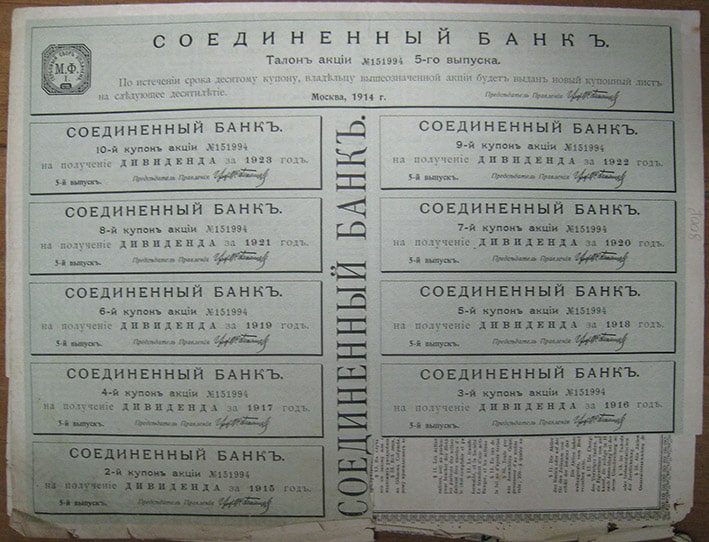 СОЕДИНЕННЫЙ БАНКЪ.
Талонъ акціи №151994 5-го выпуска.
М.Ф.
По истеченіи срока десятому купону, владѣльцу вышеозначенной акціи будетъ выданъ новый купонный листъ
на слѣдующее десятилѣтіе.
Москва, 1914 г.
Предсѣдатель Правленія
СОЕДИНЕННЫЙ БАНКЪ.
10-й купонъ акціи №151994
на полученіе ДИВИДЕНДА за 1923 годъ.
5-й выпускъ. Предсѣдатель Правленія
СОЕДИНЕННЫЙ БАНКЪ.
9-й купонъ акціи №151994
на полученіе ДИВИДЕНДА за 1922 годъ.
5-й выпускъ. Предсѣдатель Правленія
СОЕДИНЕННЫЙ БАНКЪ.
8-й купонъ акціи №151994
на полученіе ДИВИДЕНДА за 1921 годъ.
5-й выпускъ. Предсѣдатель Правленія
СОЕДИНЕННЫЙ БАНКЪ.
7-й купонъ акціи №151994
на полученіе ДИВИДЕНДА за 1920 годъ.
5-й выпускъ. Предсѣдатель Правленія
СОЕДИНЕННЫЙ БАНКЪ.
6-й купонъ акціи №151994
на полученіе ДИВИДЕНДА за 1919 годъ.
5-й выпускъ. Предсѣдатель Правленія
СОЕДИНЕННЫЙ БАНКЪ.
5-й купонъ акціи №151994
на полученіе ДИВИДЕНДА за 1918 годъ.
5-й выпускъ. Предсѣдатель Правленія
СОЕДИНЕННЫЙ БАНКЪ.
4-й купонъ акціи №151994
на полученіе ДИВИДЕНДА за 1917 годъ.
5-й выпускъ. Предсѣдатель Правленія
СОЕДИНЕННЫЙ БАНКЪ.
3-й купонъ акціи №151994
на полученіе ДИВИДЕНДА за 1916 годъ.
5-й выпускъ. Предсѣдатель Правленія
СОЕДИНЕННЫЙ БАНКЪ.
2-й купонъ акціи №151994
на полученіе ДИВИДЕНДА за 1915 годъ.
5-й выпускъ. Предсѣдатель Правленія
СОЕДИНЕННЫЙ БАНКЪ.